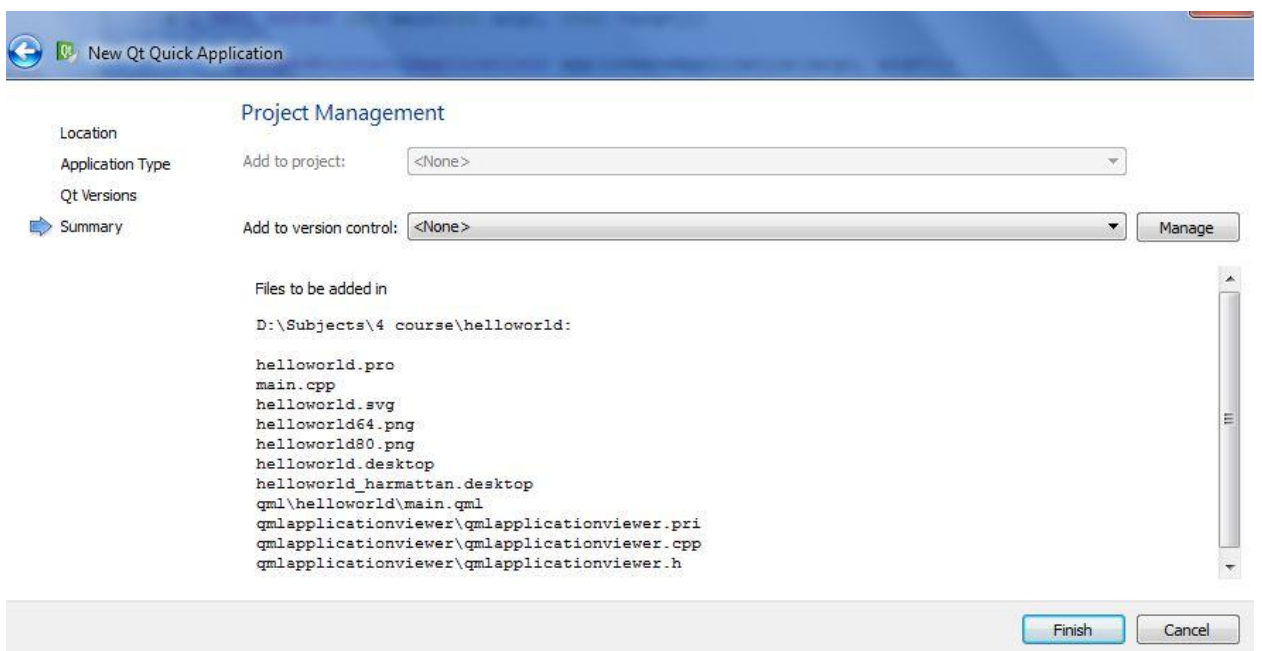 New Qt Quick Application
Project Management
Location
Application Type
Qt Versions
Summary
Add to project: <None>
Add to version control: <None> Manage
Files to be added in
D:\Subjects\4 course\helloworld:
helloworld.pro
main.cpp
helloworld.svg
helloworld64.png
helloworld80.png
helloworld.desktop
helloworld_harmattan.desktop
qml\helloworld\main.qml
qmlapplicationviewer\qmlapplicationviewer.pri
qmlapplicationviewer\qmlapplicationviewer.cpp
qmlapplicationviewer\qmlapplicationviewer.h
Finish Cancel